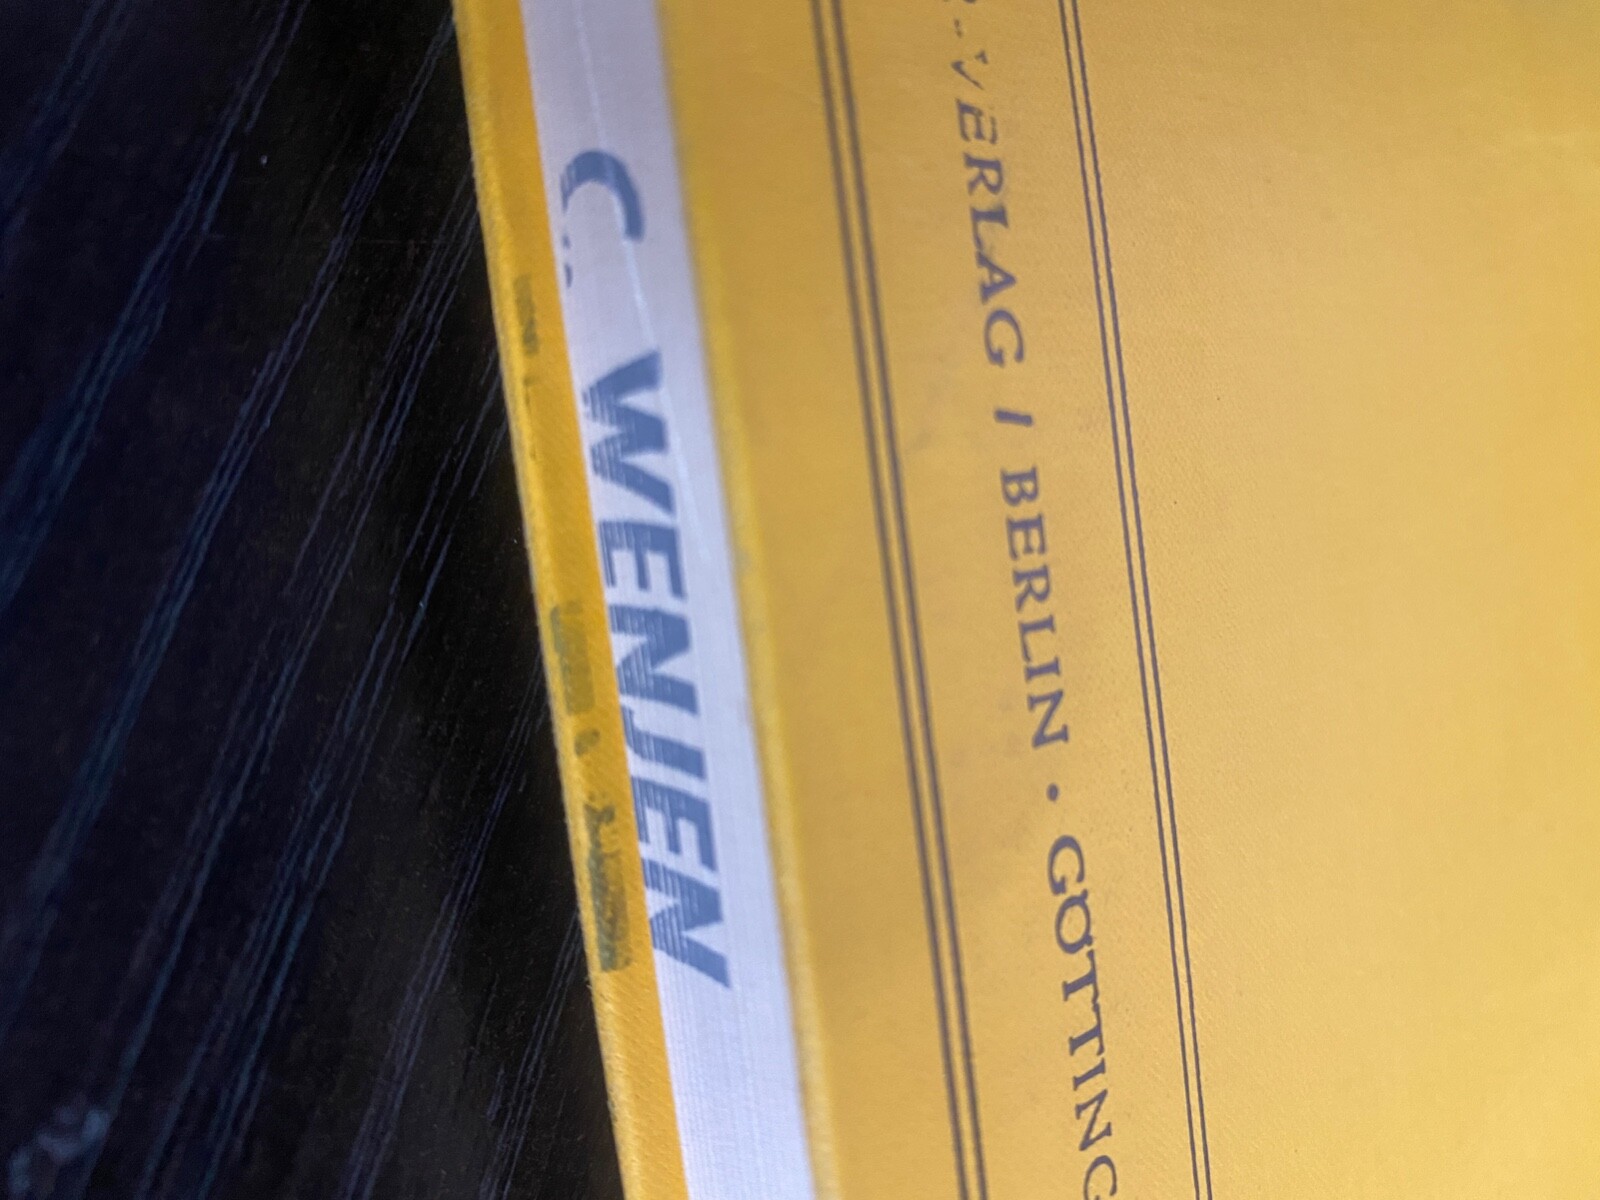 C. WENJEN
R-VERLAG / BERLIN • GÖTTING